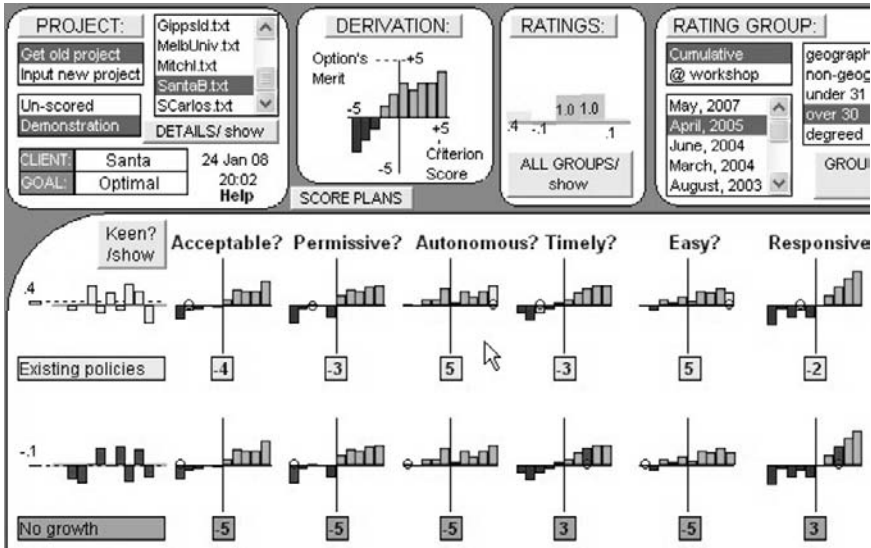 PROJECT:
Get old project
Input new project
Un-scored
Demonstration
Gippsld.txt
MelbUniv.txt
Mitchl.txt
SantaB.txt
SCarlos.txt
DETAILS/ show
CLIENT: Santa
GOAL: Optimal
24 Jan 08
20:02
Help
DERIVATION:
Option's
Merit
+5
-5
+5
Criterion
Score
-5
SCORE PLANS
RATINGS:
1.0 1.0
.4 -.1 .1
ALL GROUPS/
show
RATING GROUP:
Cumulative
@ workshop
May, 2007
April, 2005
June, 2004
March, 2004
August, 2003
geograph
non-geog
under 31
over 30
degreed
GROU
Keen?
/show
Acceptable? Permissive? Autonomous? Timely? Easy? Responsive
.4
Existing policies -4 -3 5 -3 5 -2
-.1
No growth -5 -5 -5 3 -5 3